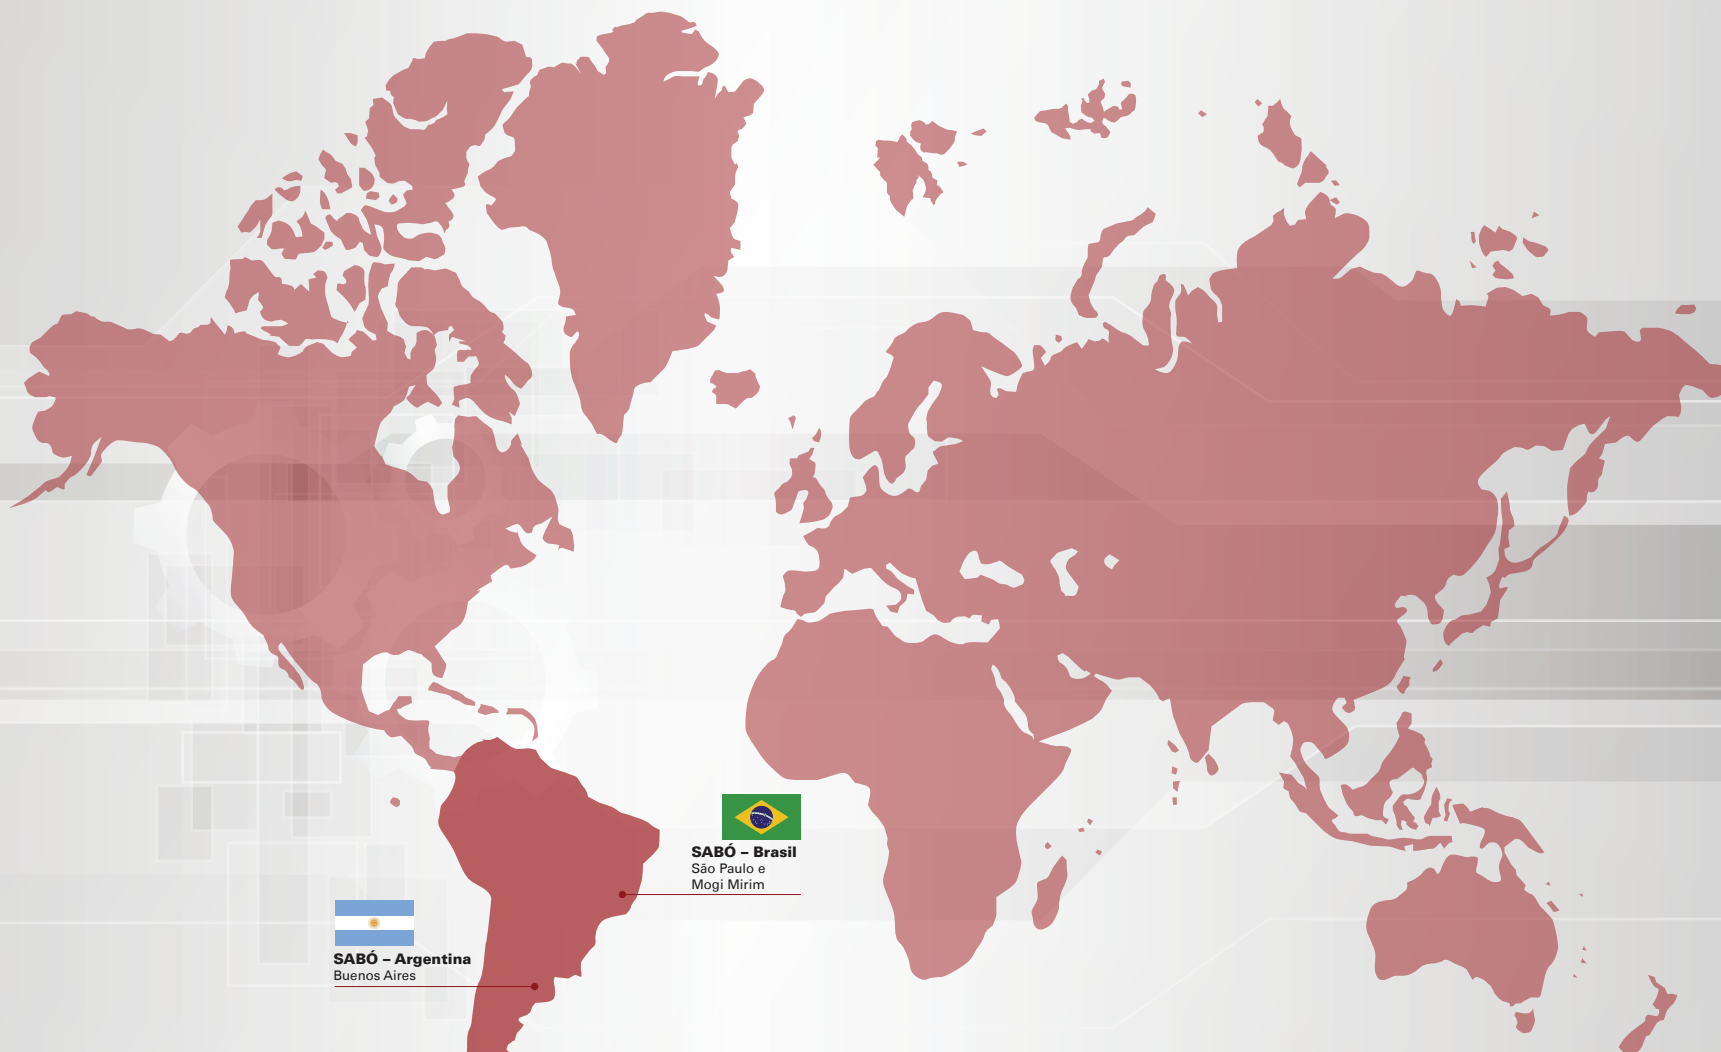 SABÓ – Brasil
São Paulo e
Mogi Mirim
SABÓ – Argentina
Buenos Aires